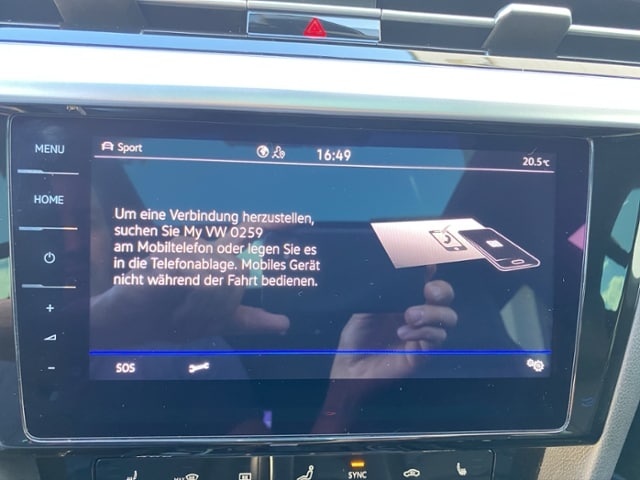 MENU
Sport
16:49
20.5°C
HOME
Um eine Verbindung herzustellen,
suchen Sie My VW 0259
am Mobiltelefon oder legen Sie es
in die Telefonablage. Mobiles Gerät
nicht während der Fahrt bedienen.
+
-
SOS
MAX
SYNC